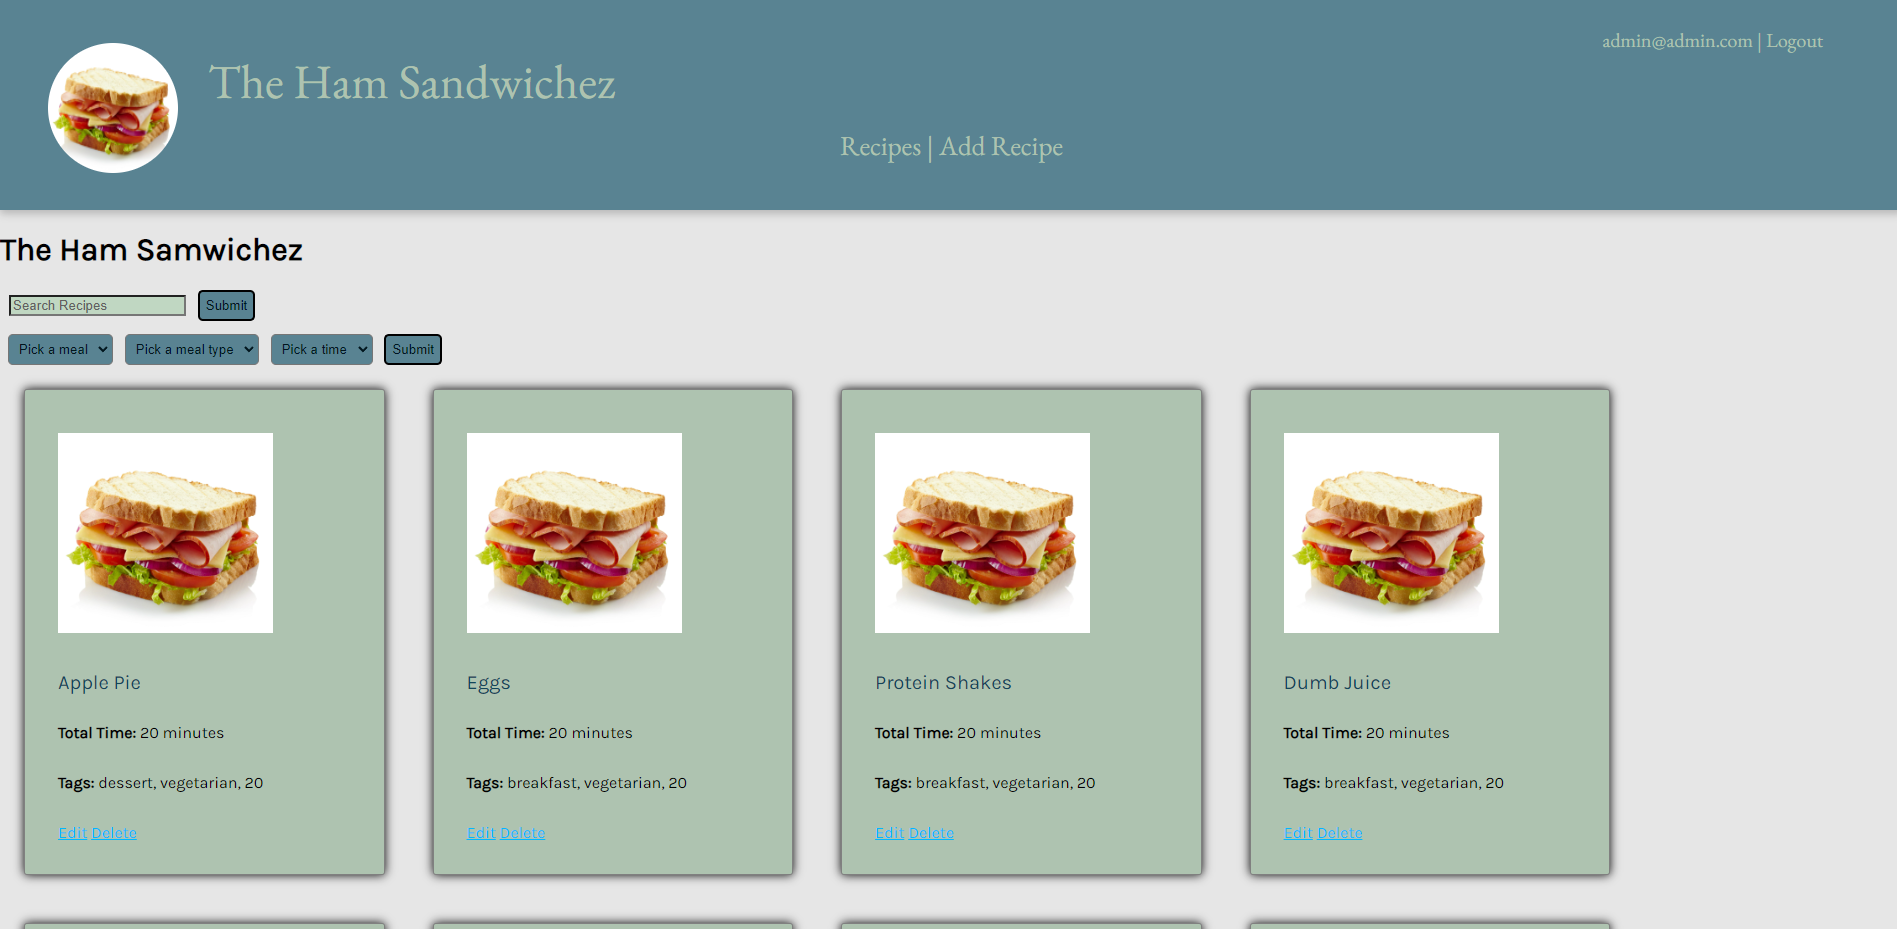 admin@admin.com | Logout
The Ham Sandwichez
Recipes | Add Recipe
The Ham Samwichez
Search Recipes Submit
Pick a meal Pick a meal type Pick a time Submit
Apple Pie
Total Time: 20 minutes
Tags: dessert, vegetarian, 20
Edit Delete
Eggs
Total Time: 20 minutes
Tags: breakfast, vegetarian, 20
Edit Delete
Protein Shakes
Total Time: 20 minutes
Tags: breakfast, vegetarian, 20
Edit Delete
Dumb Juice
Total Time: 20 minutes
Tags: breakfast, vegetarian, 20
Edit Delete